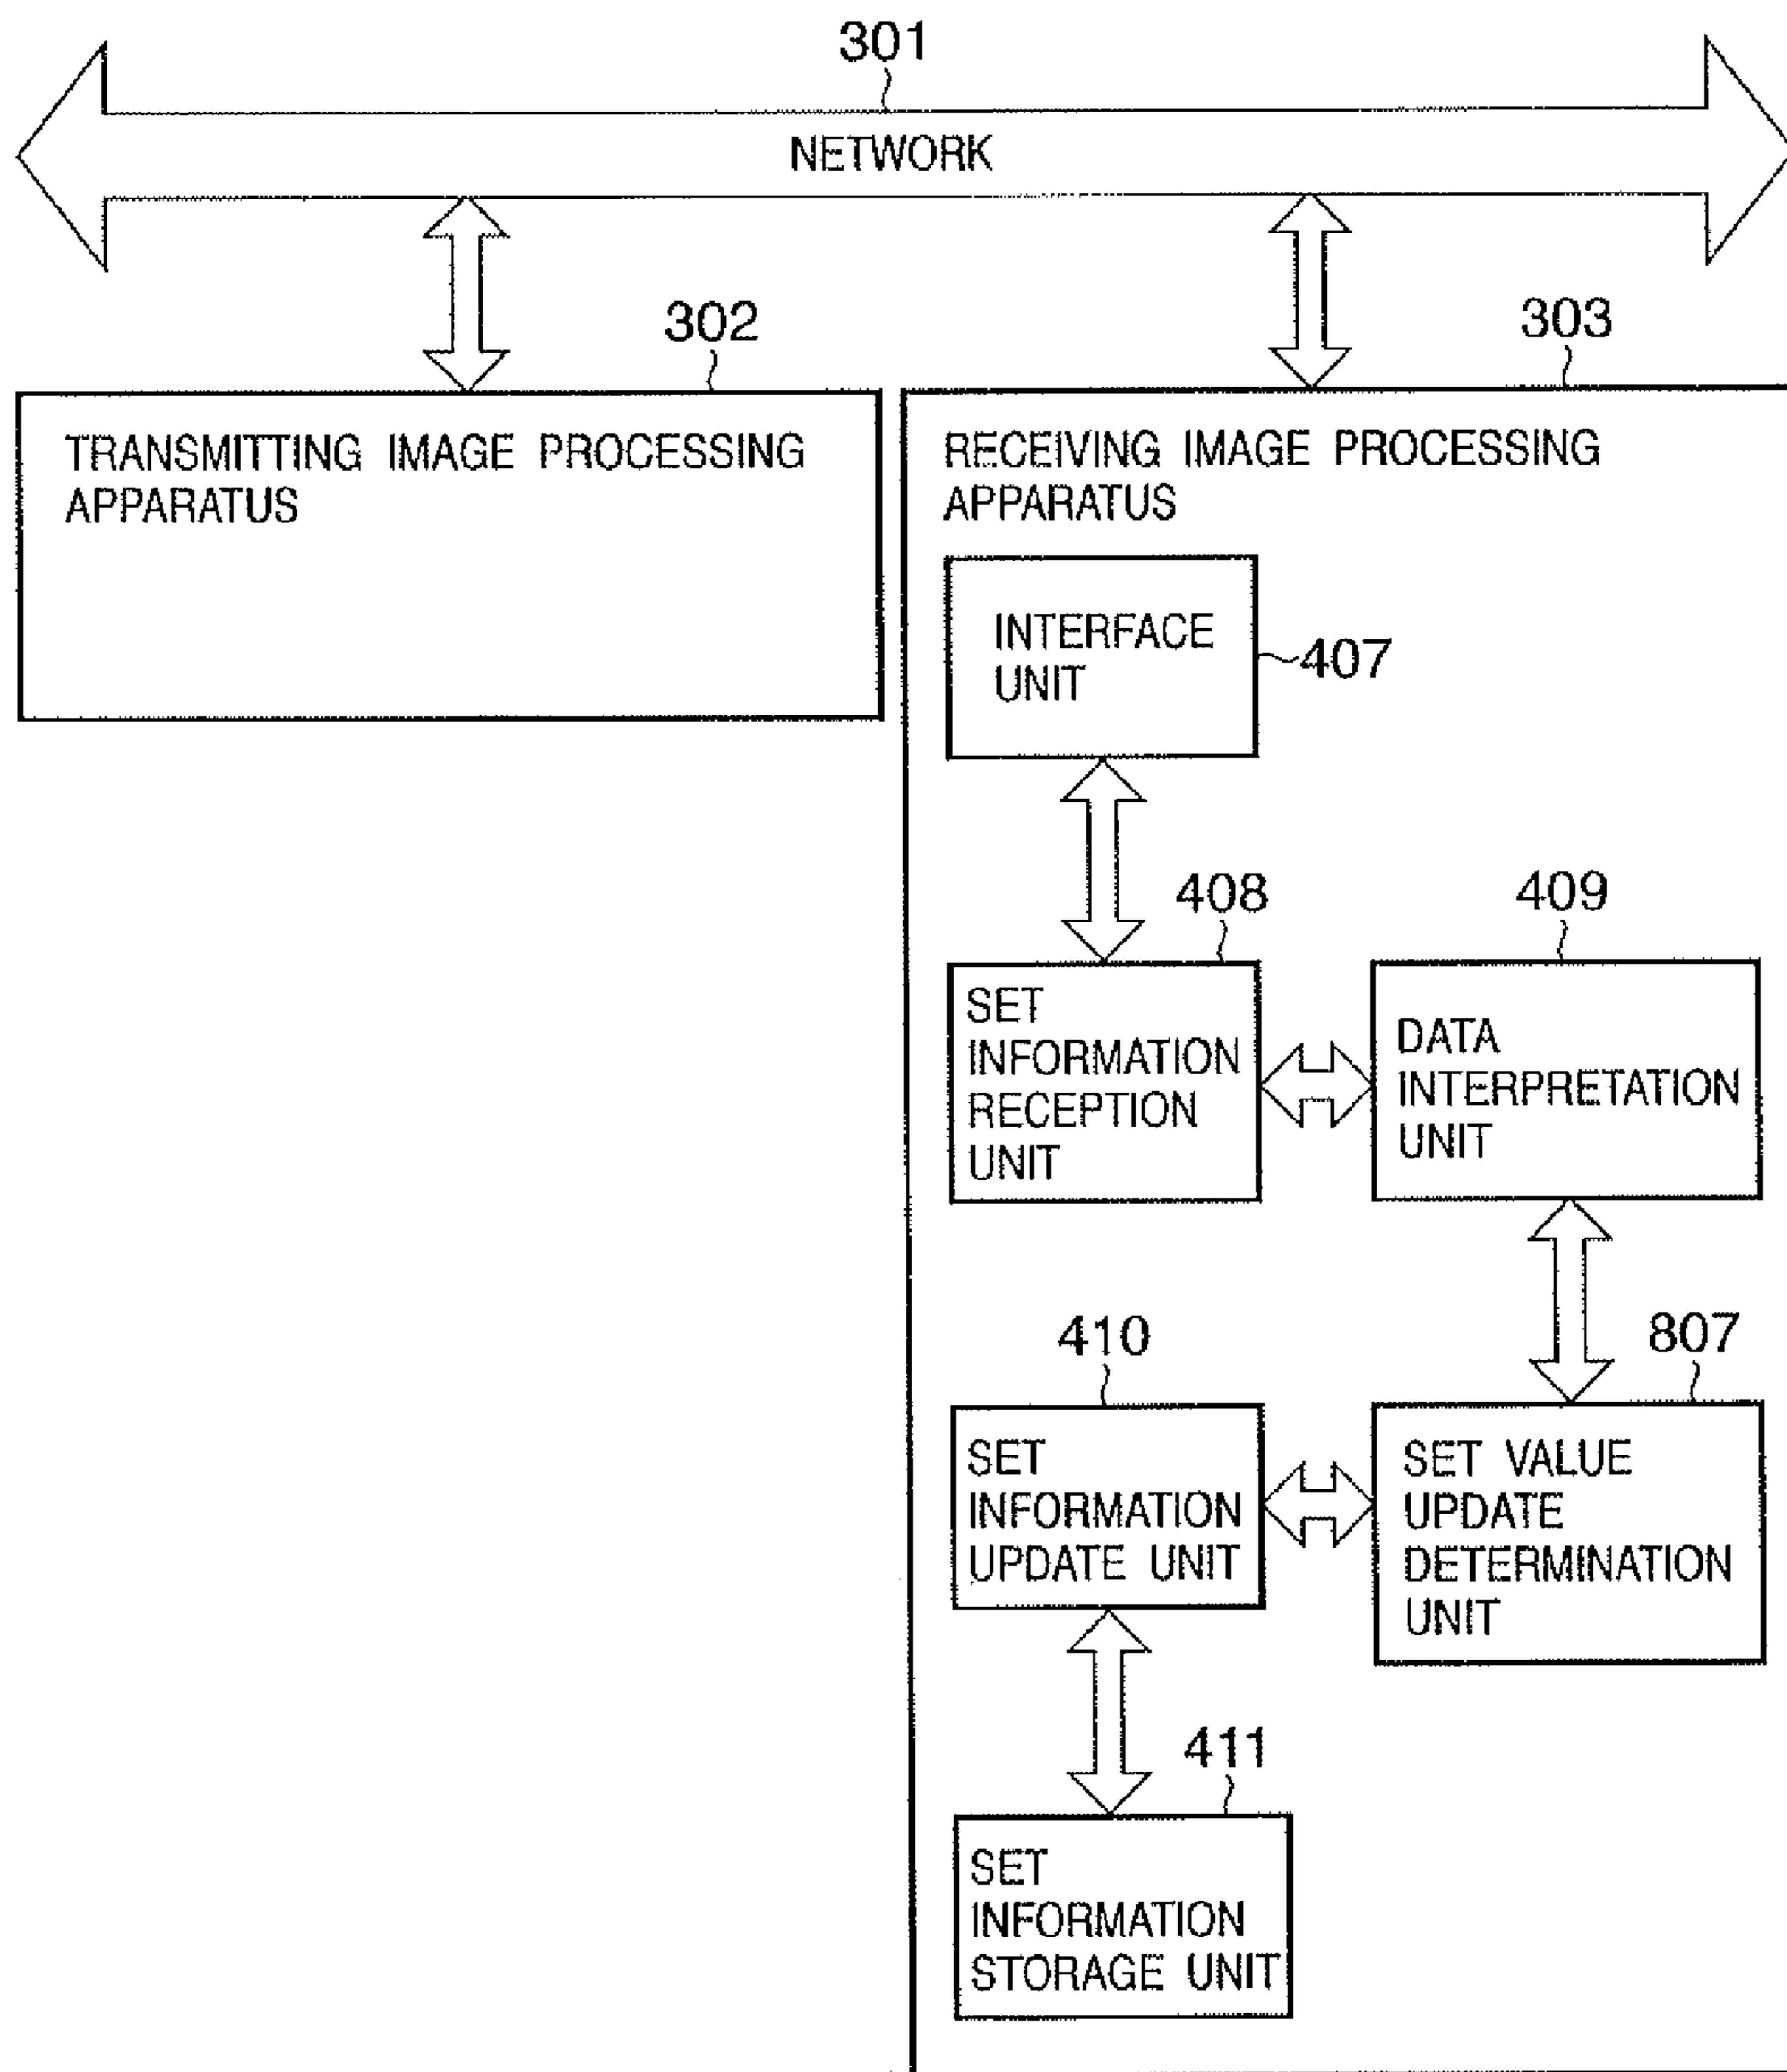 301
NETWORK
302
303
TRANSMITTING IMAGE PROCESSING
APPARATUS
RECEIVING IMAGE PROCESSING
APPARATUS
INTERFACE
UNIT
407
408
409
SET
INFORMATION
RECEPTION
UNIT
DATA
INTERPRETATION
UNIT
410
807
SET
INFORMATION
UPDATE UNIT
SET VALUE
UPDATE
DETERMINATION
UNIT
411
SET
INFORMATION
STORAGE UNIT